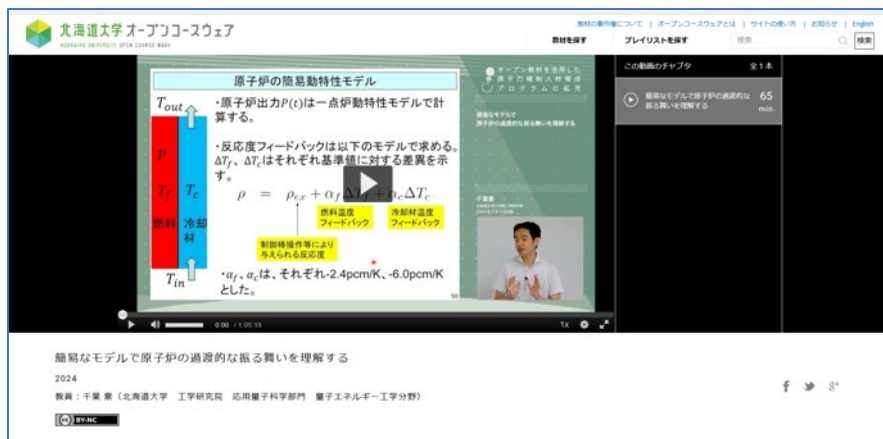 北海道大学 オープンコースウェア
HOKKAIDO UNIVERSITY OPEN COURSE WARE
教材の著作権について | オープンコースウェアとは | サイトの使い方 | お知らせ | English
教材を探す
プレイリストを探す
検索
検索
原子炉の簡易動特性モデル
T_out
・原子炉出力P(t)は一点炉動特性モデルで計
算する。
・反応度フィードバックは以下のモデルで求める。
ΔT_f、ΔT_cはそれぞれ基準値に対する差異を示
す。
P
T_f
T_c
燃料
冷却
材
T_in
ρ = ρ_ex + α_fΔT_f + α_cΔT_c
燃料温度
フィードバック
冷却材温度
フィードバック
制御棒操作等により
与えられる反応度
・α_f、α_cは、それぞれ-2.4pcm/K、-6.0pcm/K
とした。
50
オープン教材を活用した
原子力規制人材育成
プログラムの拡充
簡易なモデルで
原子炉の過渡的な振る舞いを理解する
千葉豪
この動画のチャプタ
全1本
簡易なモデルで原子炉の過渡的な
振る舞いを理解する
65
min.
0:00 / 1:05:19
1x
簡易なモデルで原子炉の過渡的な振る舞いを理解する
2024
教員:千葉 豪(北海道大学 工学研究院 応用量子科学部門 量子エネルギー工学分野)
cc BY-NC